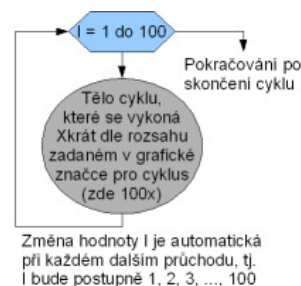 I = 1 do 100
Pokračování po
skončení cyklu
Tělo cyklu,
které se vykoná
Xkrát dle rozsahu
zadaném v grafické
značce pro cyklus
(zde 100x)
Změna hodnoty I je automatická
při každém dalším průchodu, tj.
I bude postupně 1, 2, 3, ..., 100